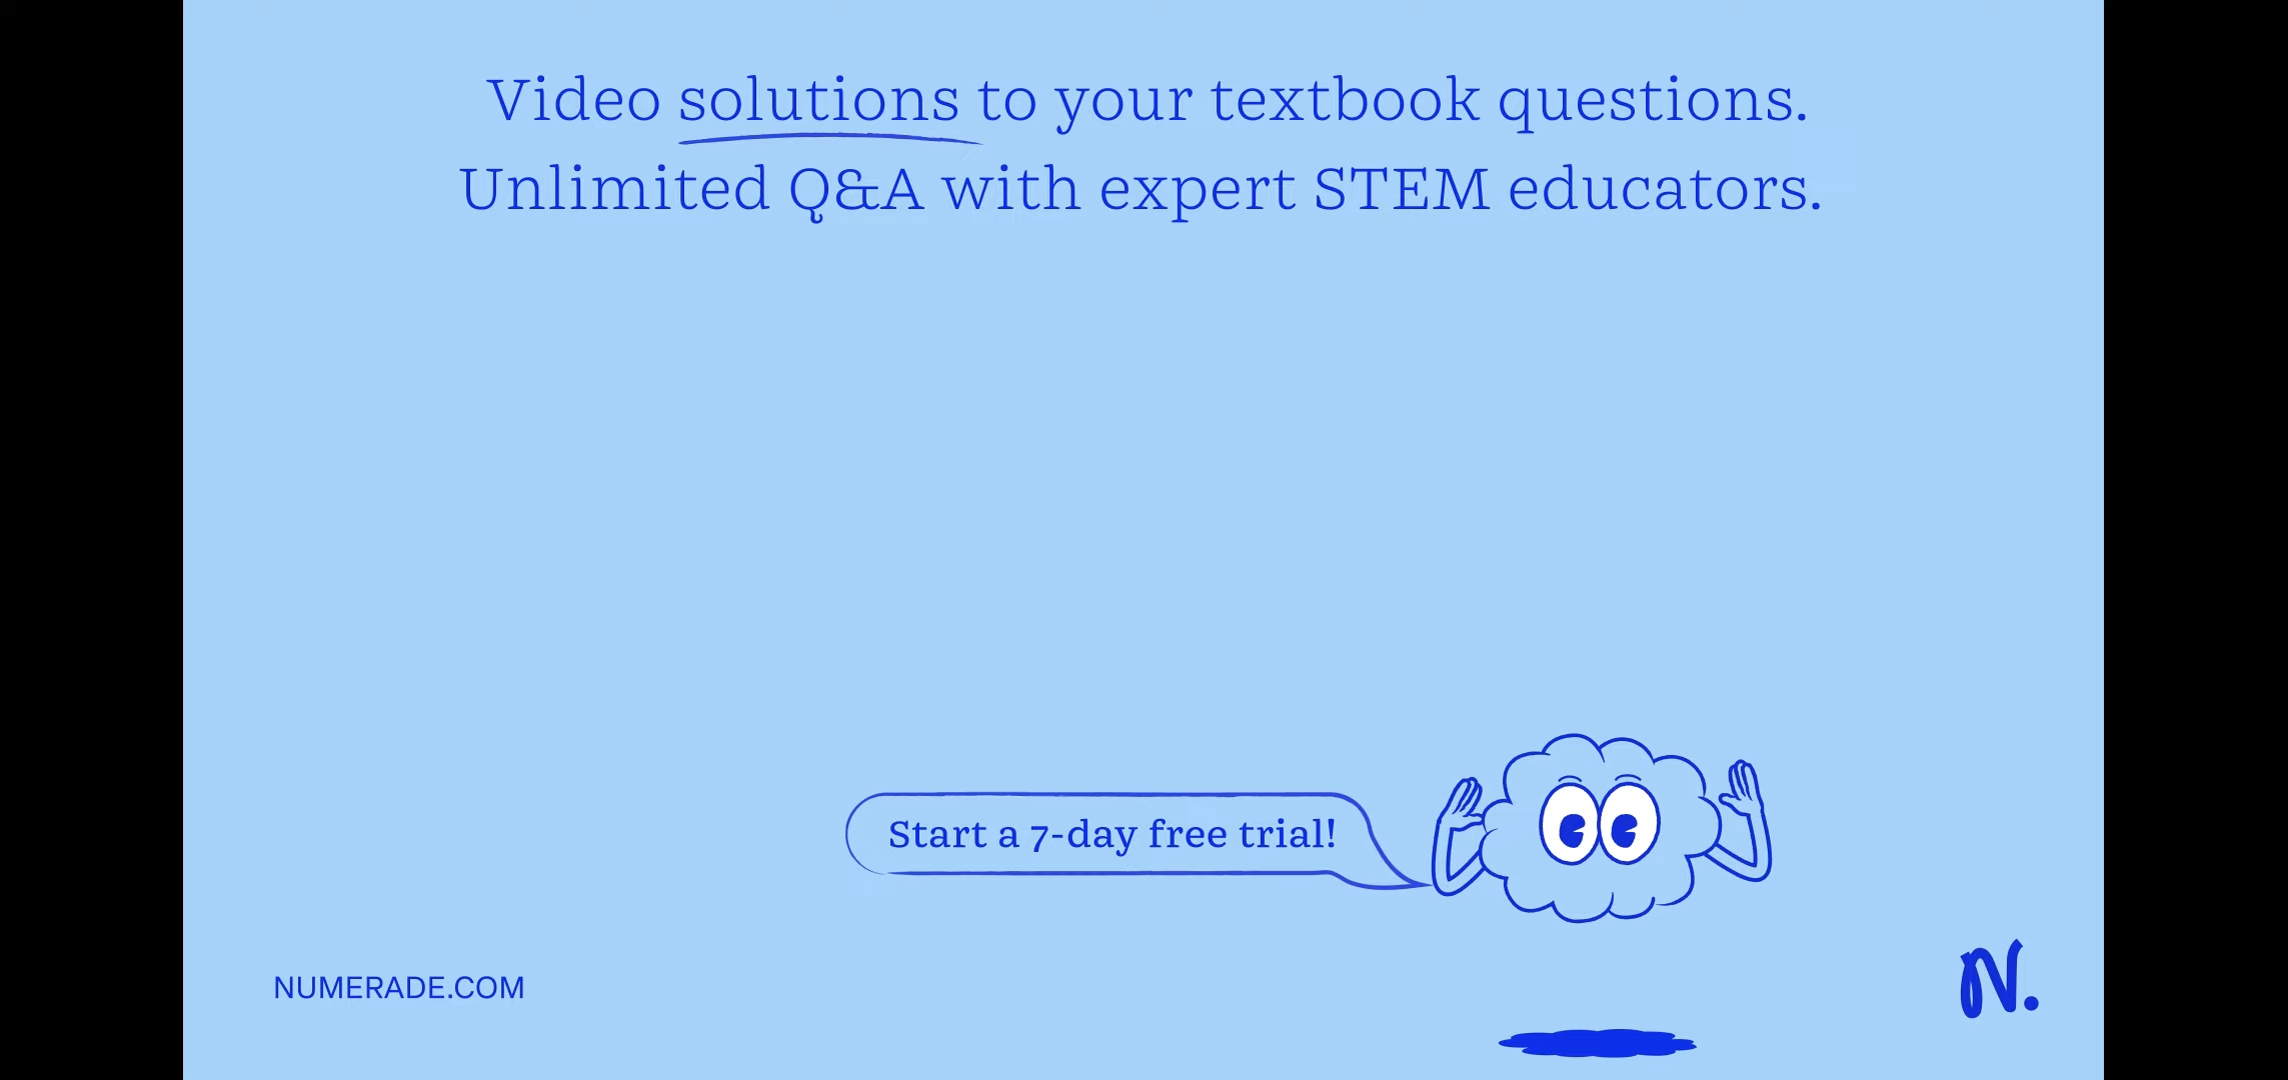 Video solutions to your textbook questions.
Unlimited Q&A with expert STEM educators.
Start a 7-day free trial!
NUMERADE.COM
N.